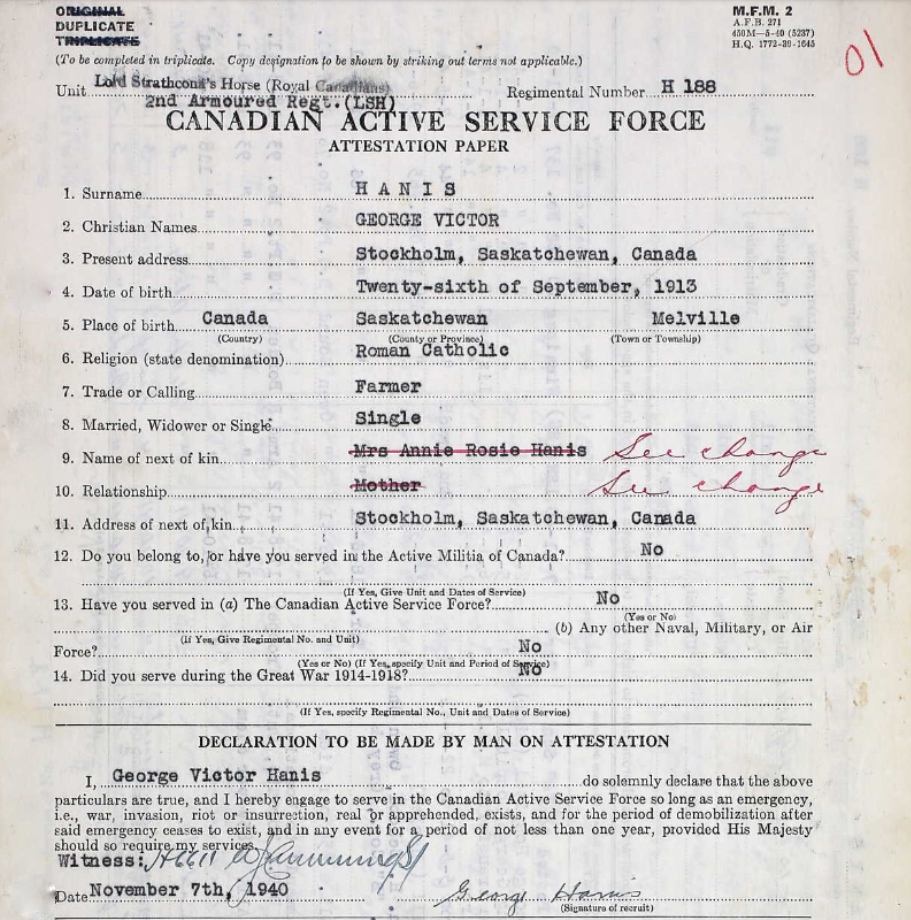 ORIGINAL
DUPLICATE
TRIPLICATE
M.F.M. 2
A.F.B. 271
450M—5-40 (5237)
H.Q. 1772-39-1645
01
(To be completed in triplicate. Copy designation to be shown by striking out terms not applicable.)
Unit Lord Strathcona's Horse (Royal Canadians) Regimental Number H 188
2nd Armoured Regt.(LSH)
CANADIAN ACTIVE SERVICE FORCE
ATTESTATION PAPER
1. Surname H A N I S
2. Christian Names GEORGE VICTOR
3. Present address Stockholm, Saskatchewan, Canada
4. Date of birth Twenty-sixth of September, 1913
5. Place of birth Canada Saskatchewan Melville
(Country) (County or Province) (Town or Township)
6. Religion (state denomination) Roman Catholic
7. Trade or Calling Farmer
8. Married, Widower or Single Single
9. Name of next of kin Mrs Annie Rosie Hanis See change
10. Relationship Mother See change
11. Address of next of kin Stockholm, Saskatchewan, Canada
12. Do you belong to, or have you served in the Active Militia of Canada? No
(If Yes, Give Unit and Dates of Service)
13. Have you served in (a) The Canadian Active Service Force? No
(Yes or No)
(b) Any other Naval, Military, or Air
(If Yes, Give Regimental No. and Unit)
Force? No
(Yes or No) (If Yes, specify Unit and Period of Service)
14. Did you serve during the Great War 1914-1918? No
(If Yes, specify Regimental No., Unit and Dates of Service)
DECLARATION TO BE MADE BY MAN ON ATTESTATION
I, George Victor Hanis do solemnly declare that the above
particulars are true, and I hereby engage to serve in the Canadian Active Service Force so long as an emergency,
i.e., war, invasion, riot or insurrection, real or apprehended, exists, and for the period of demobilization after
said emergency ceases to exist, and in any event for a period of not less than one year, provided His Majesty
should so require my services.
Witness:
Date November 7th, 1940 George Hanis
(Signature of recruit)